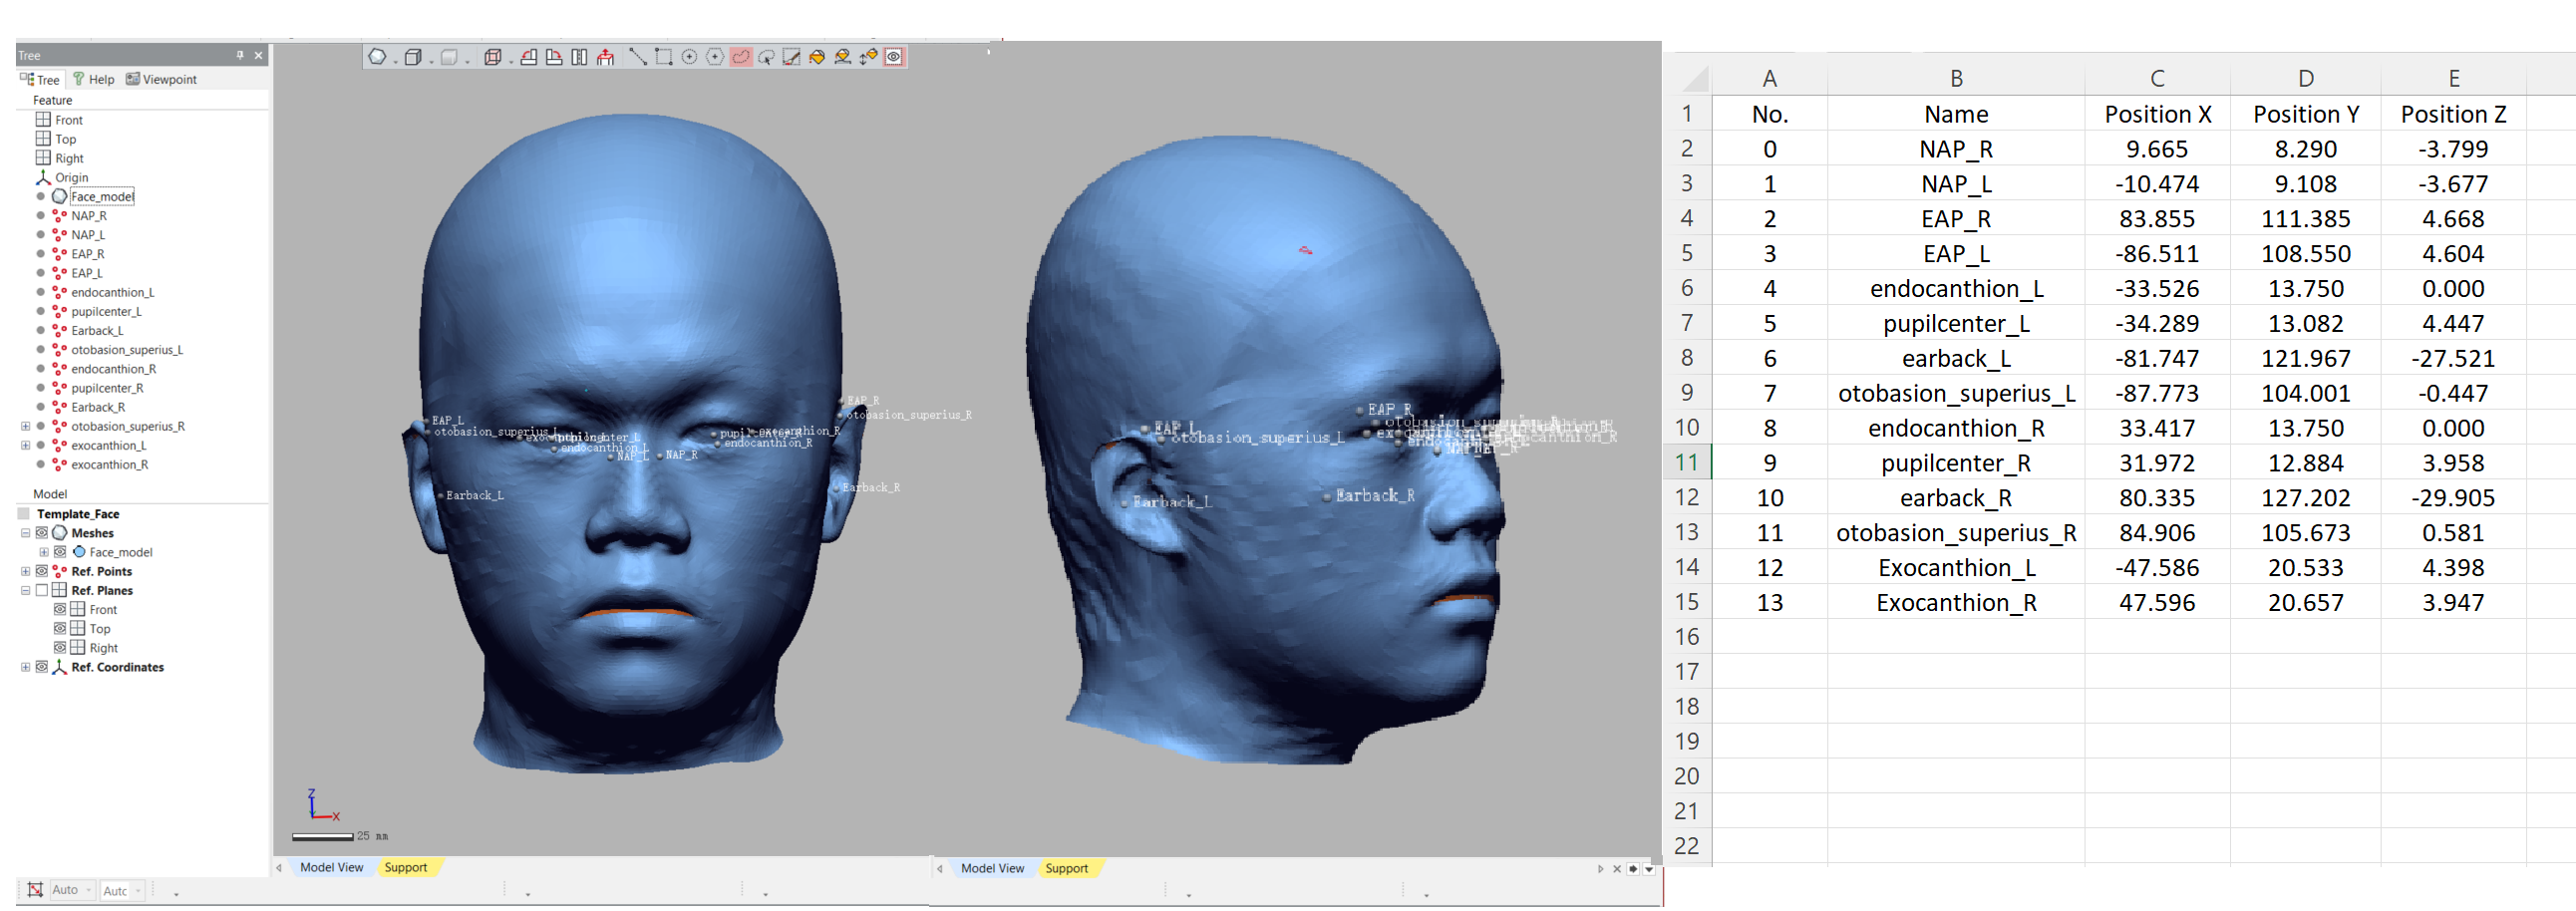 Tree
Tree Help Viewpoint
Feature
Front
Top
Right
Origin
Face_model
NAP_R
NAP_L
EAP_R
EAP_L
endocanthion_L
pupilcenter_L
Earback_L
otobasion_superius_L
endocanthion_R
pupilcenter_R
Earback_R
otobasion_superius_R
exocanthion_L
exocanthion_R
Model
Template_Face
Meshes
Face_model
Ref. Points
Ref. Planes
Front
Top
Right
Ref. Coordinates
Auto Autc
EAP_R
otobasion_superius_R
EAP_L
otobasion_superius_L
exocanthion_R
endocanthion_R
endocanthion_L
NAP_L NAP_R
Earback_L
Earback_R
Z
X
25 mm
Model View Support
EAP_R
EAP_L
otobasion_superius_L
Earback_R
Earback_L
Model View Support
A B C D E
1 No. Name Position X Position Y Position Z
2 0 NAP_R 9.665 8.290 -3.799
3 1 NAP_L -10.474 9.108 -3.677
4 2 EAP_R 83.855 111.385 4.668
5 3 EAP_L -86.511 108.550 4.604
6 4 endocanthion_L -33.526 13.750 0.000
7 5 pupilcenter_L -34.289 13.082 4.447
8 6 earback_L -81.747 121.967 -27.521
9 7 otobasion_superius_L -87.773 104.001 -0.447
10 8 endocanthion_R 33.417 13.750 0.000
11 9 pupilcenter_R 31.972 12.884 3.958
12 10 earback_R 80.335 127.202 -29.905
13 11 otobasion_superius_R 84.906 105.673 0.581
14 12 Exocanthion_L -47.586 20.533 4.398
15 13 Exocanthion_R 47.596 20.657 3.947
16
17
18
19
20
21
22